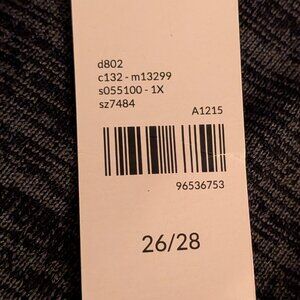 d802
c132 - m13299
s055100 - 1X
sz7484
A1215
96536753
26/28